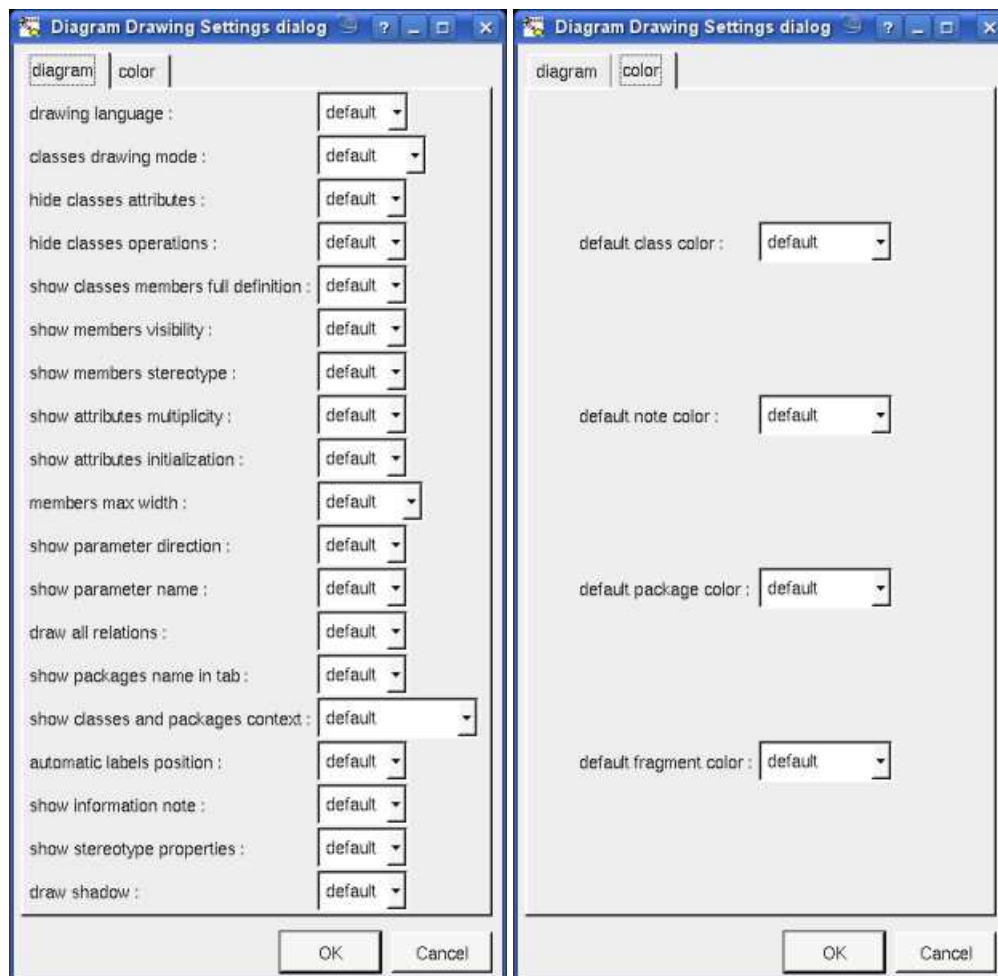 Diagram Drawing Settings dialog
diagram color
drawing language : default
classes drawing mode : default
hide classes attributes : default
hide classes operations : default
show classes members full definition : default
show members visibility : default
show members stereotype : default
show attributes multiplicity : default
show attributes initialization : default
members max width : default
show parameter direction : default
show parameter name : default
draw all relations : default
show packages name in tab : default
show classes and packages context : default
automatic labels position : default
show information note : default
show stereotype properties : default
draw shadow : default
OK Cancel
Diagram Drawing Settings dialog
diagram color
default class color : default
default note color : default
default package color : default
default fragment color : default
OK Cancel